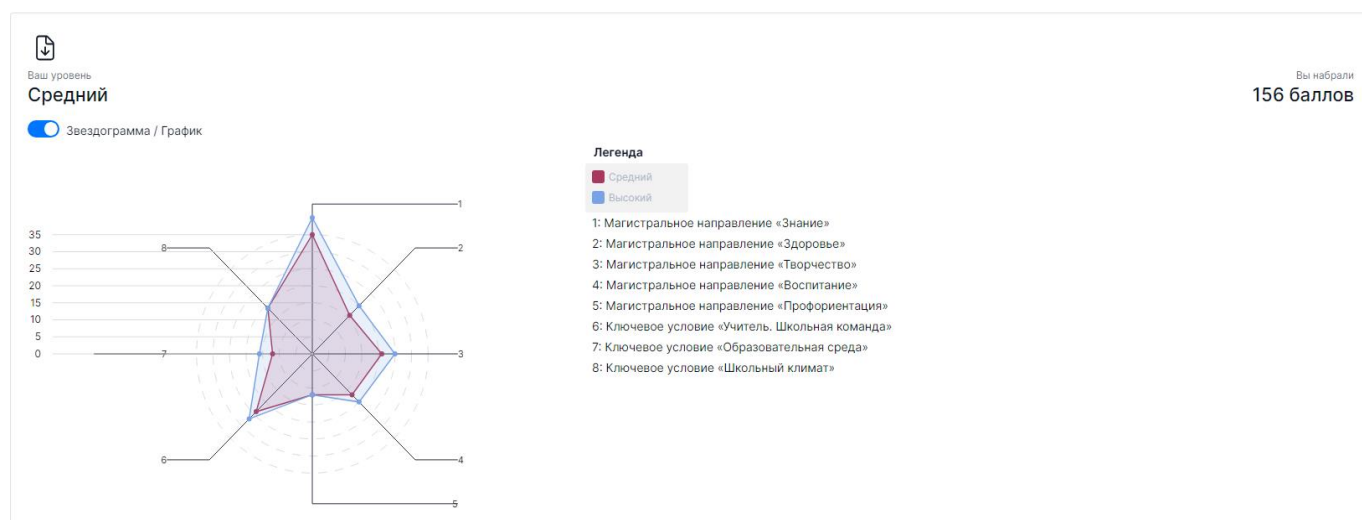 Ваш уровень
Средний
Вы набрали
156 баллов
Звездограмма / График
Легенда
Средний
Высокий
1: Магистральное направление «Знание»
2: Магистральное направление «Здоровье»
3: Магистральное направление «Творчество»
4: Магистральное направление «Воспитание»
5: Магистральное направление «Профориентация»
6: Ключевое условие «Учитель. Школьная команда»
7: Ключевое условие «Образовательная среда»
8: Ключевое условие «Школьный климат»
35
30
25
20
15
10
5
0
1
2
3
4
5
6
7
8